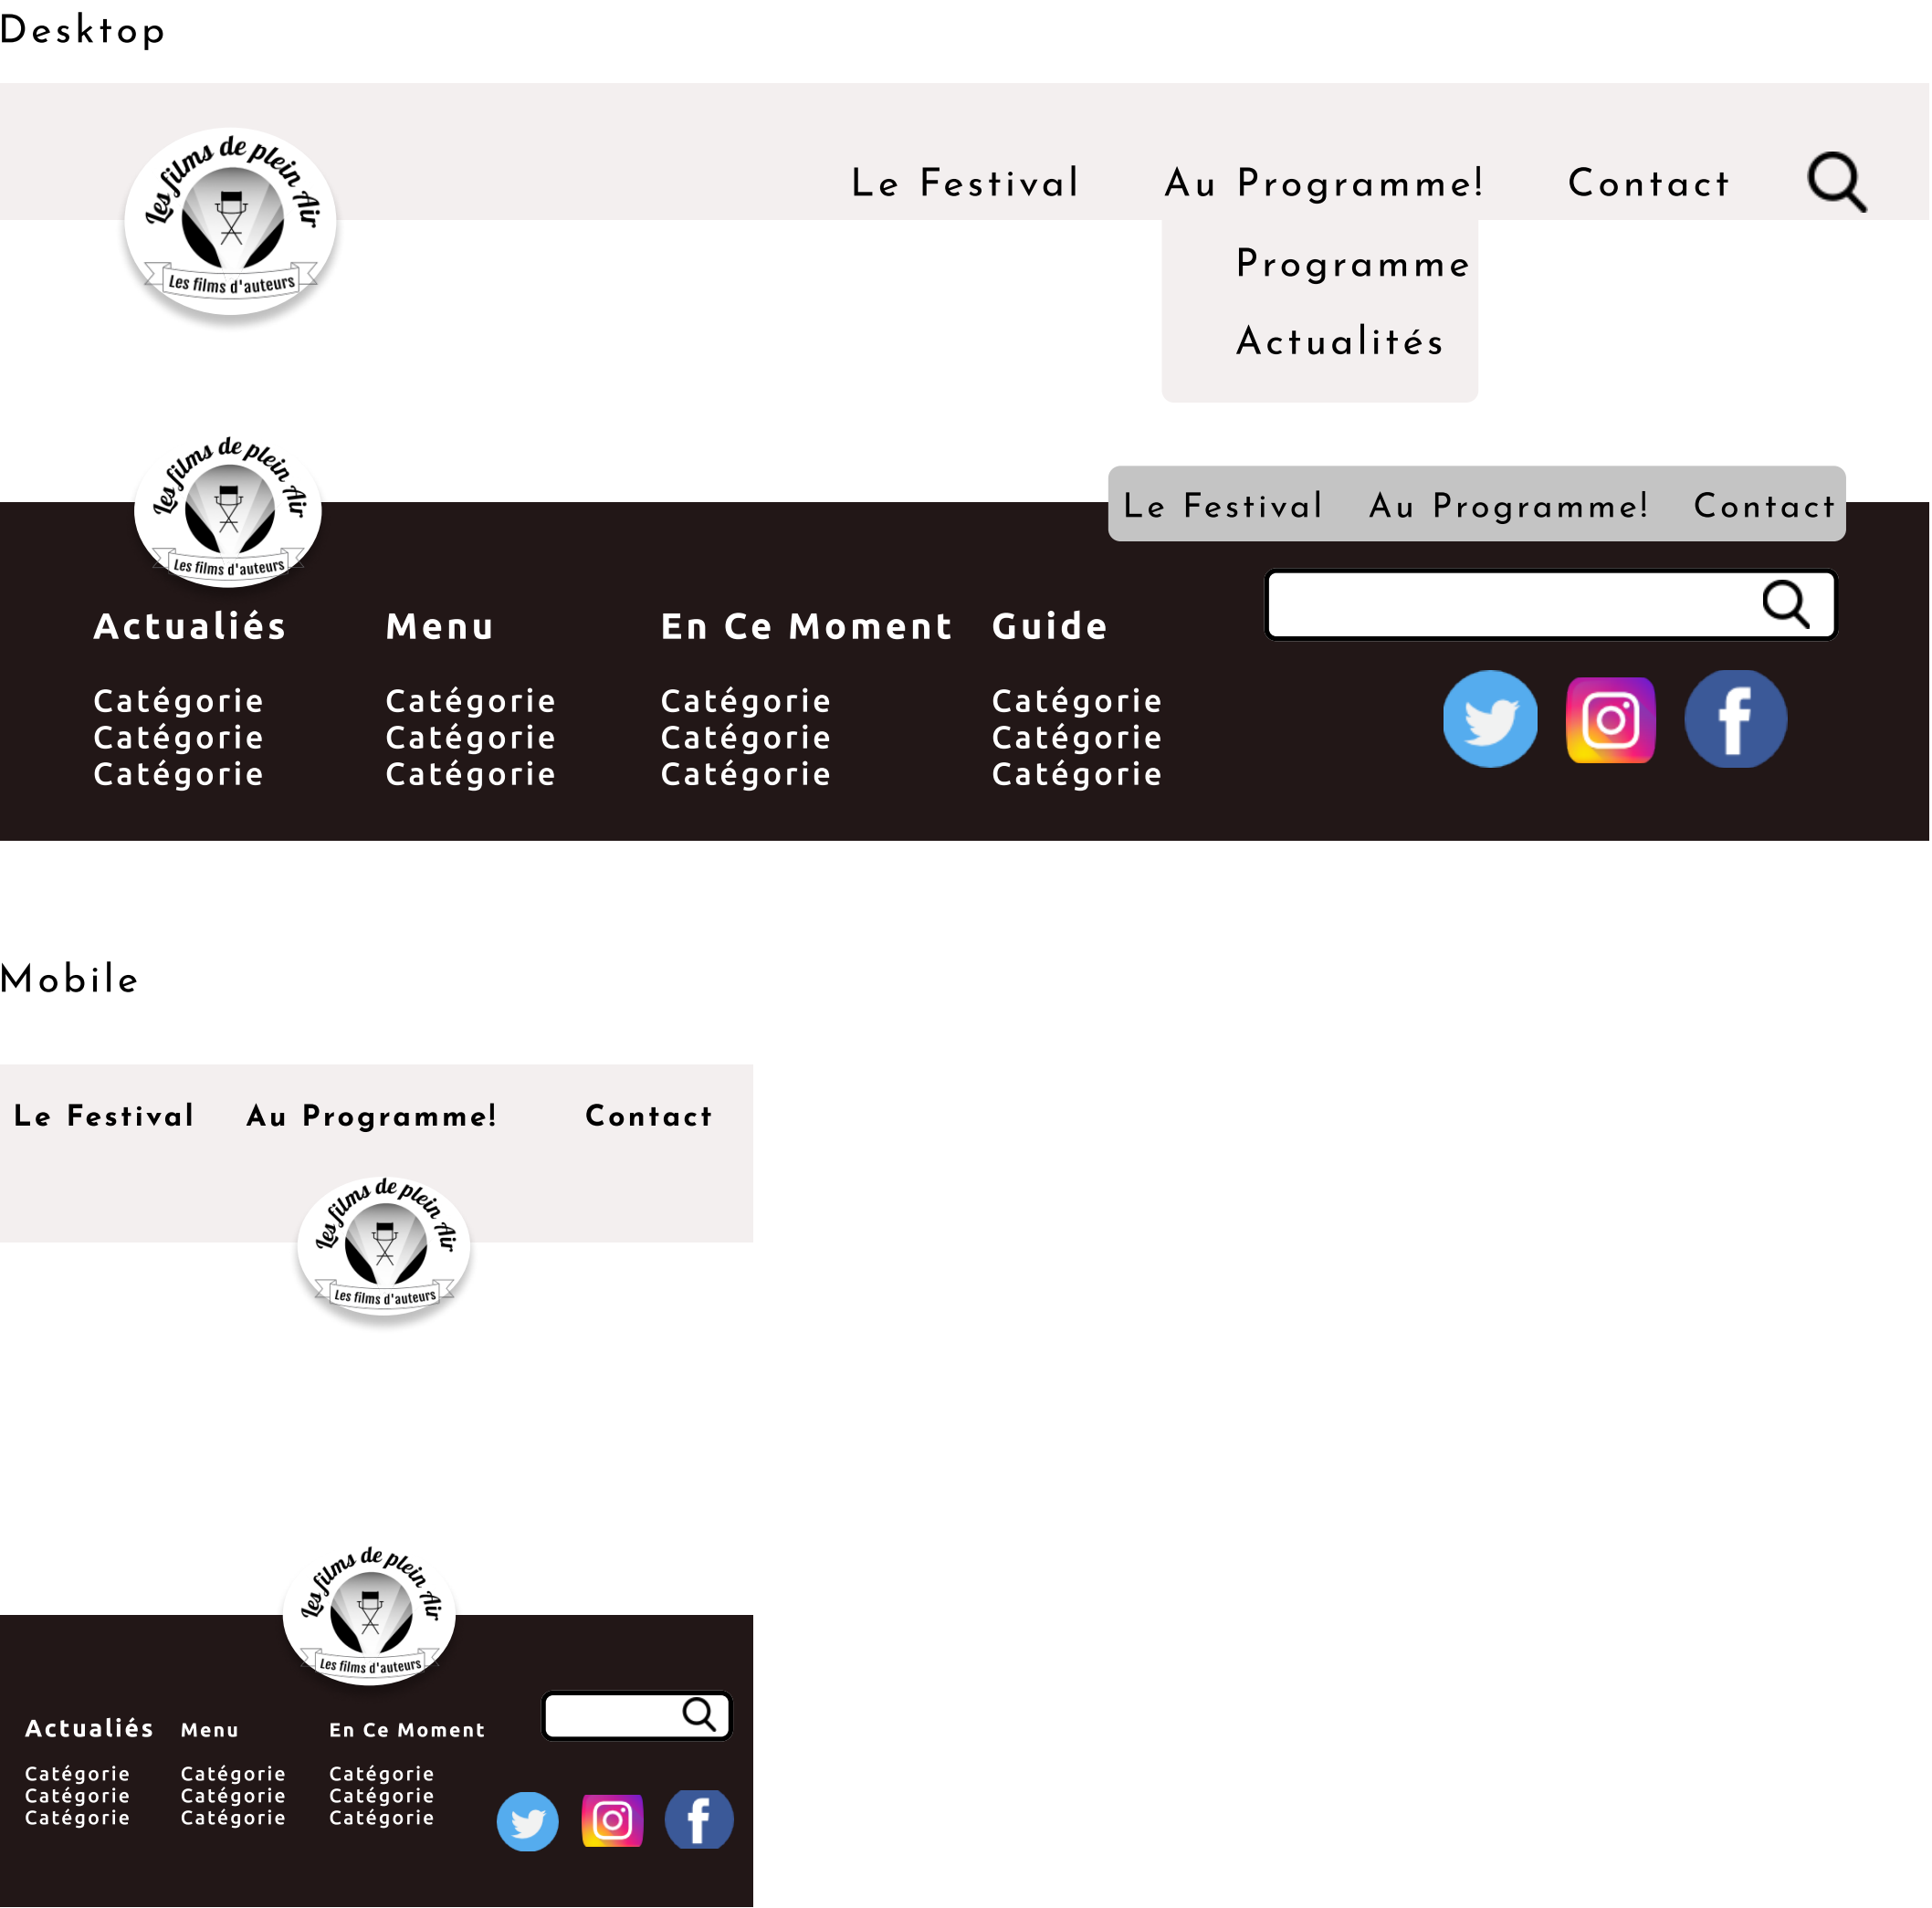 Desktop
Les films de plein Air
Les films d'auteurs
Le Festival Au Programme! Contact
Programme
Actualités
Les films de plein Air
Les films d'auteurs
Le Festival Au Programme! Contact
Actualiés Menu En Ce Moment Guide
Catégorie Catégorie Catégorie Catégorie
Catégorie Catégorie Catégorie Catégorie
Catégorie Catégorie Catégorie Catégorie
Mobile
Le Festival Au Programme! Contact
Les films de plein Air
Les films d'auteurs
Les films de plein Air
Les films d'auteurs
Actualiés Menu En Ce Moment
Catégorie Catégorie Catégorie
Catégorie Catégorie Catégorie
Catégorie Catégorie Catégorie